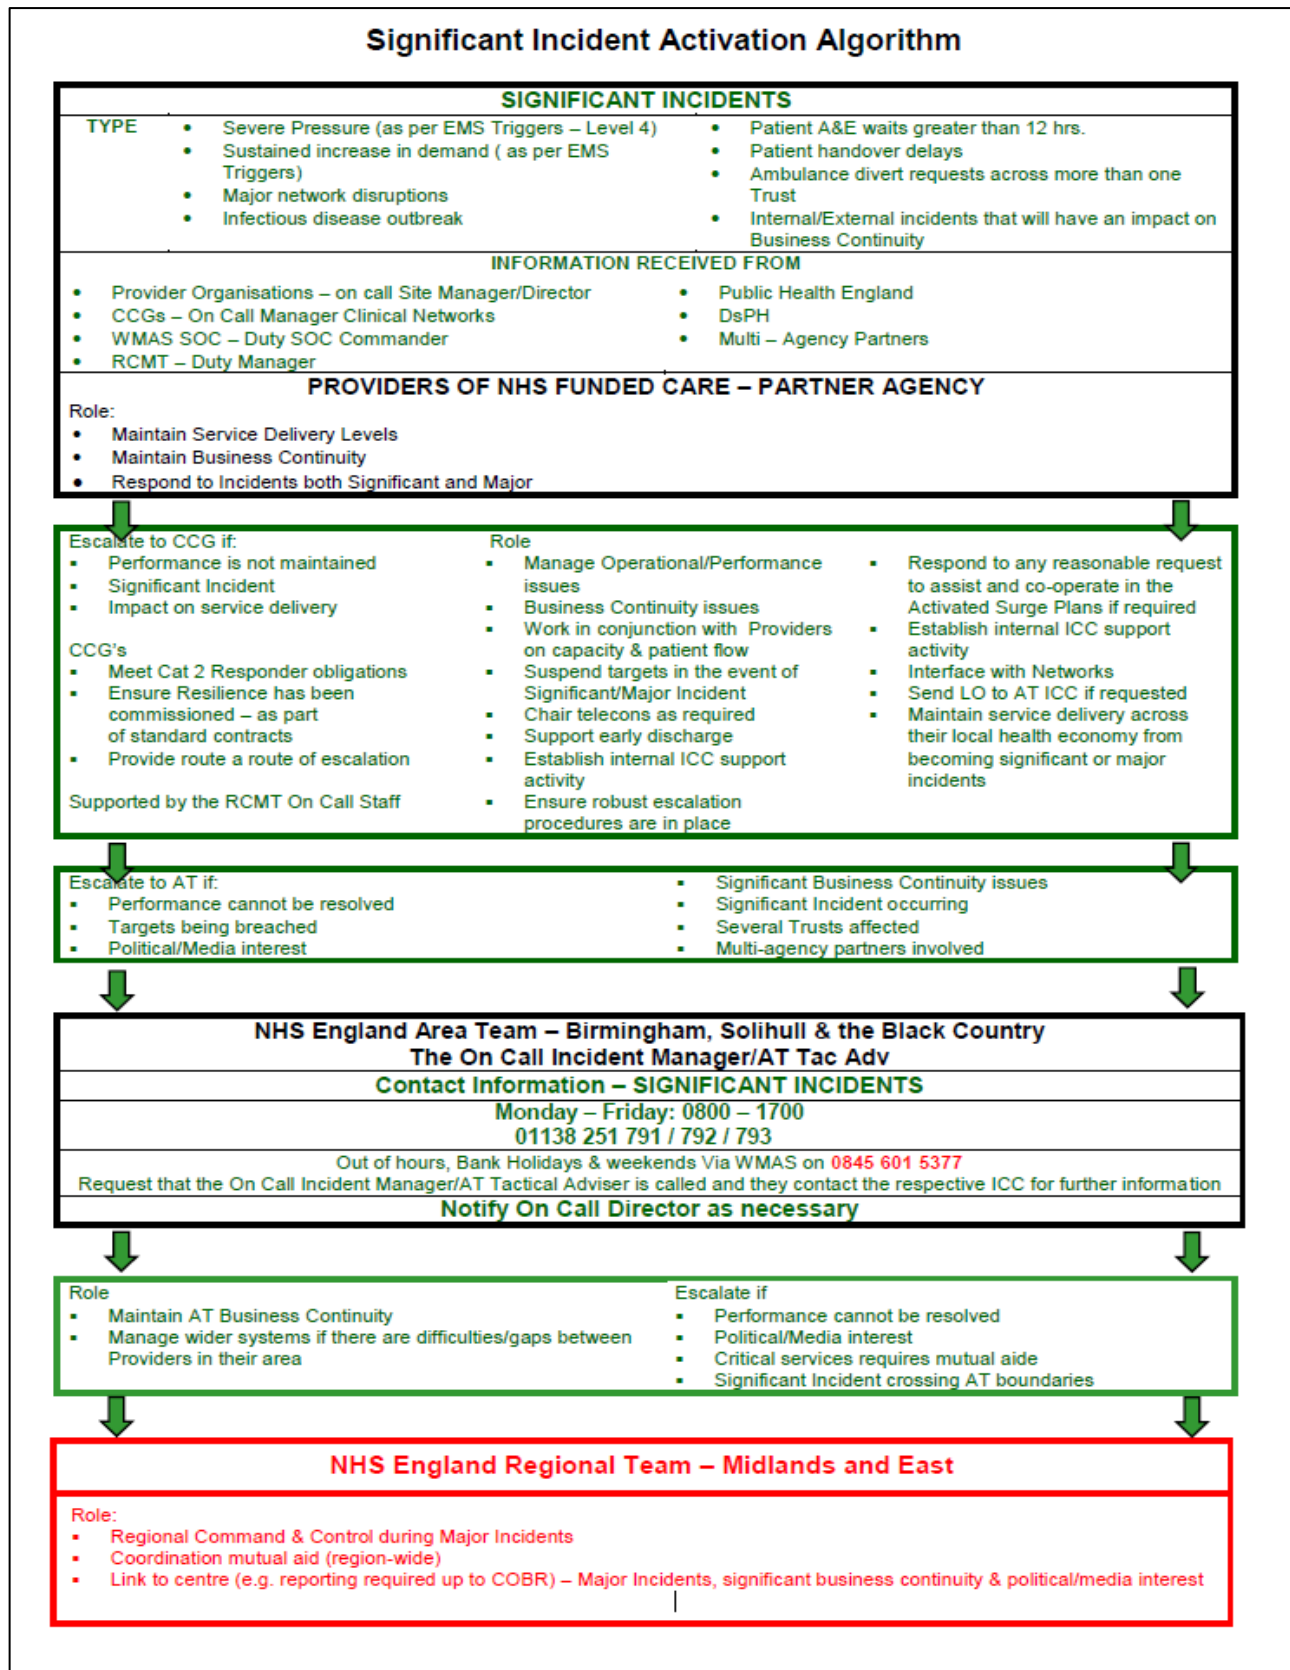 Significant Incident Activation Algorithm
SIGNIFICANT INCIDENTS
TYPE
• Severe Pressure (as per EMS Triggers – Level 4)
• Sustained increase in demand ( as per EMS
Triggers)
• Major network disruptions
• Infectious disease outbreak
• Patient A&E waits greater than 12 hrs.
• Patient handover delays
• Ambulance divert requests across more than one
Trust
• Internal/External incidents that will have an impact on
Business Continuity
INFORMATION RECEIVED FROM
• Provider Organisations – on call Site Manager/Director
• CCGs – On Call Manager Clinical Networks
• WMAS SOC – Duty SOC Commander
• RCMT – Duty Manager
• Public Health England
• DsPH
• Multi – Agency Partners
PROVIDERS OF NHS FUNDED CARE – PARTNER AGENCY
Role:
• Maintain Service Delivery Levels
• Maintain Business Continuity
• Respond to Incidents both Significant and Major
Escalate to CCG if:
▪ Performance is not maintained
▪ Significant Incident
▪ Impact on service delivery
CCG's
▪ Meet Cat 2 Responder obligations
▪ Ensure Resilience has been
commissioned – as part
of standard contracts
▪ Provide route a route of escalation
Supported by the RCMT On Call Staff
Role
▪ Manage Operational/Performance
issues
▪ Business Continuity issues
▪ Work in conjunction with Providers
on capacity & patient flow
▪ Suspend targets in the event of
Significant/Major Incident
▪ Chair telecons as required
▪ Support early discharge
▪ Establish internal ICC support
activity
▪ Ensure robust escalation
procedures are in place
▪ Respond to any reasonable request
to assist and co-operate in the
Activated Surge Plans if required
▪ Establish internal ICC support
activity
▪ Interface with Networks
▪ Send LO to AT ICC if requested
▪ Maintain service delivery across
their local health economy from
becoming significant or major
incidents
Escalate to AT if:
▪ Performance cannot be resolved
▪ Targets being breached
▪ Political/Media interest
▪ Significant Business Continuity issues
▪ Significant Incident occurring
▪ Several Trusts affected
▪ Multi-agency partners involved
NHS England Area Team – Birmingham, Solihull & the Black Country
The On Call Incident Manager/AT Tac Adv
Contact Information – SIGNIFICANT INCIDENTS
Monday – Friday: 0800 – 1700
01138 251 791 / 792 / 793
Out of hours, Bank Holidays & weekends Via WMAS on 0845 601 5377
Request that the On Call Incident Manager/AT Tactical Adviser is called and they contact the respective ICC for further information
Notify On Call Director as necessary
Role
▪ Maintain AT Business Continuity
▪ Manage wider systems if there are difficulties/gaps between
Providers in their area
Escalate if
▪ Performance cannot be resolved
▪ Political/Media interest
▪ Critical services requires mutual aide
▪ Significant Incident crossing AT boundaries
NHS England Regional Team – Midlands and East
Role:
▪ Regional Command & Control during Major Incidents
▪ Coordination mutual aid (region-wide)
▪ Link to centre (e.g. reporting required up to COBR) – Major Incidents, significant business continuity & political/media interest